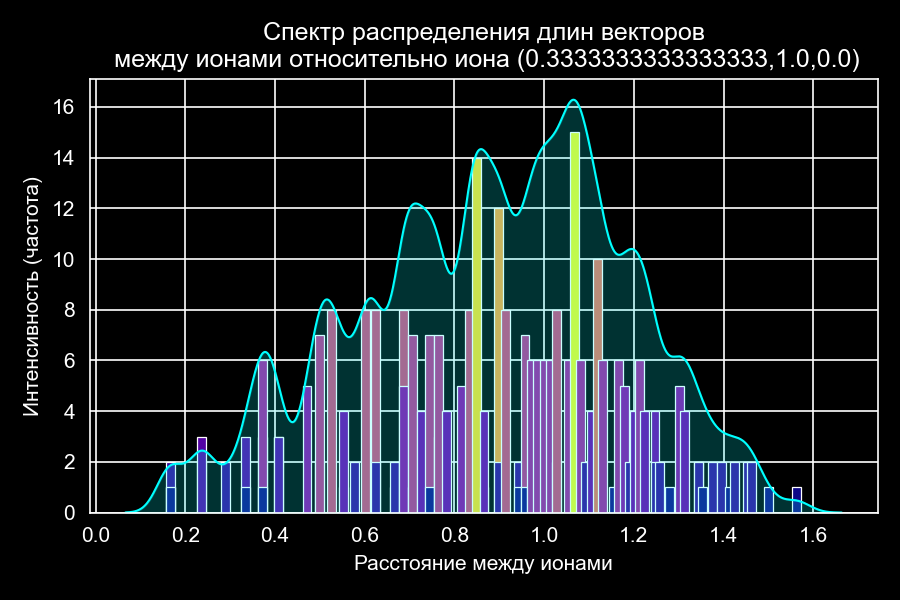 Спектр распределения длин векторов
между ионами относительно иона (0.3333333333333333,1.0,0.0)
Интенсивность (частота)
16
14
12
10
8
6
4
2
0
0.0 0.2 0.4 0.6 0.8 1.0 1.2 1.4 1.6
Расстояние между ионами